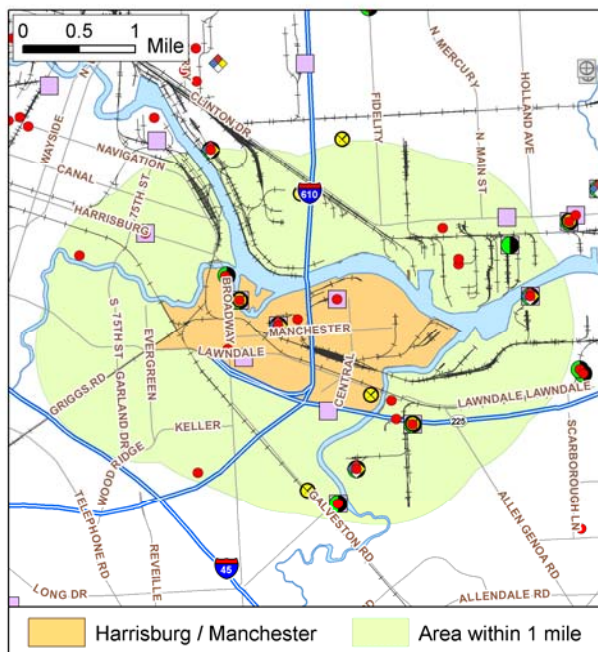 0 1
Mile
N. MERCURY
HOLLAND AVE
CLINTON DR
FIDELITY
N. MAIN ST
WAYSIDE
NAVIGATION
CANAL
75TH ST.
HARRISBURG
610
BROADWAY
MANCHESTER
LAWNDALE
S. 75TH ST.
EVERGREEN
GARLAND DR
GRIGGS RD
CENTRAL
LAWNDALE LAWNDALE
225
KELLER
WOOD RIDGE
SCARBOROUGH LN
TELEPHONE RD
REVEILLE
GALVESTON RD
ALLEN GENOA RD
45
LONG DR
ALLENDALE RD
Harrisburg / Manchester
Area within 1 mile